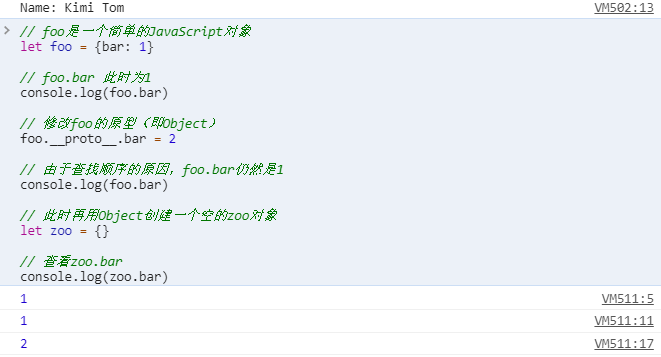 Name: Kimi Tom VM502:13
> // foo是一个简单的JavaScript对象
let foo = {bar: 1}
// foo.bar 此时为1
console.log(foo.bar)
// 修改foo的原型（即Object）
foo.__proto__.bar = 2
// 由于查找顺序的原因，foo.bar仍然是1
console.log(foo.bar)
// 此时再用Object创建一个空的zoo对象
let zoo = {}
// 查看zoo.bar
console.log(zoo.bar)
1 VM511:5
1 VM511:11
2 VM511:17